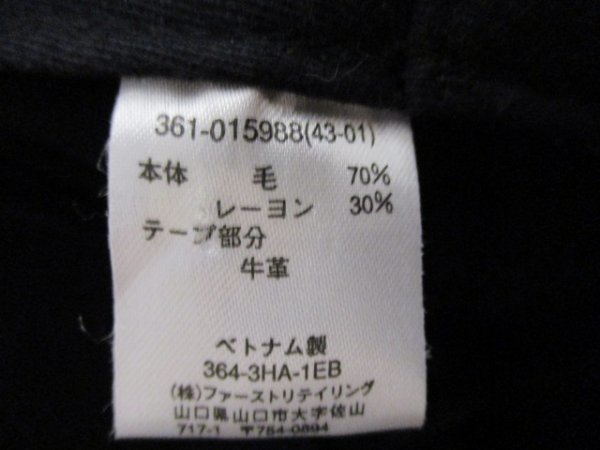 361-015988(43-01)
本体 毛 70%
レーヨン 30%
テープ部分
牛革
ベトナム製
364-3HA-1EB
(株)ファーストリテイリング
山口県山口市大字佐山
717-1 〒754-0894